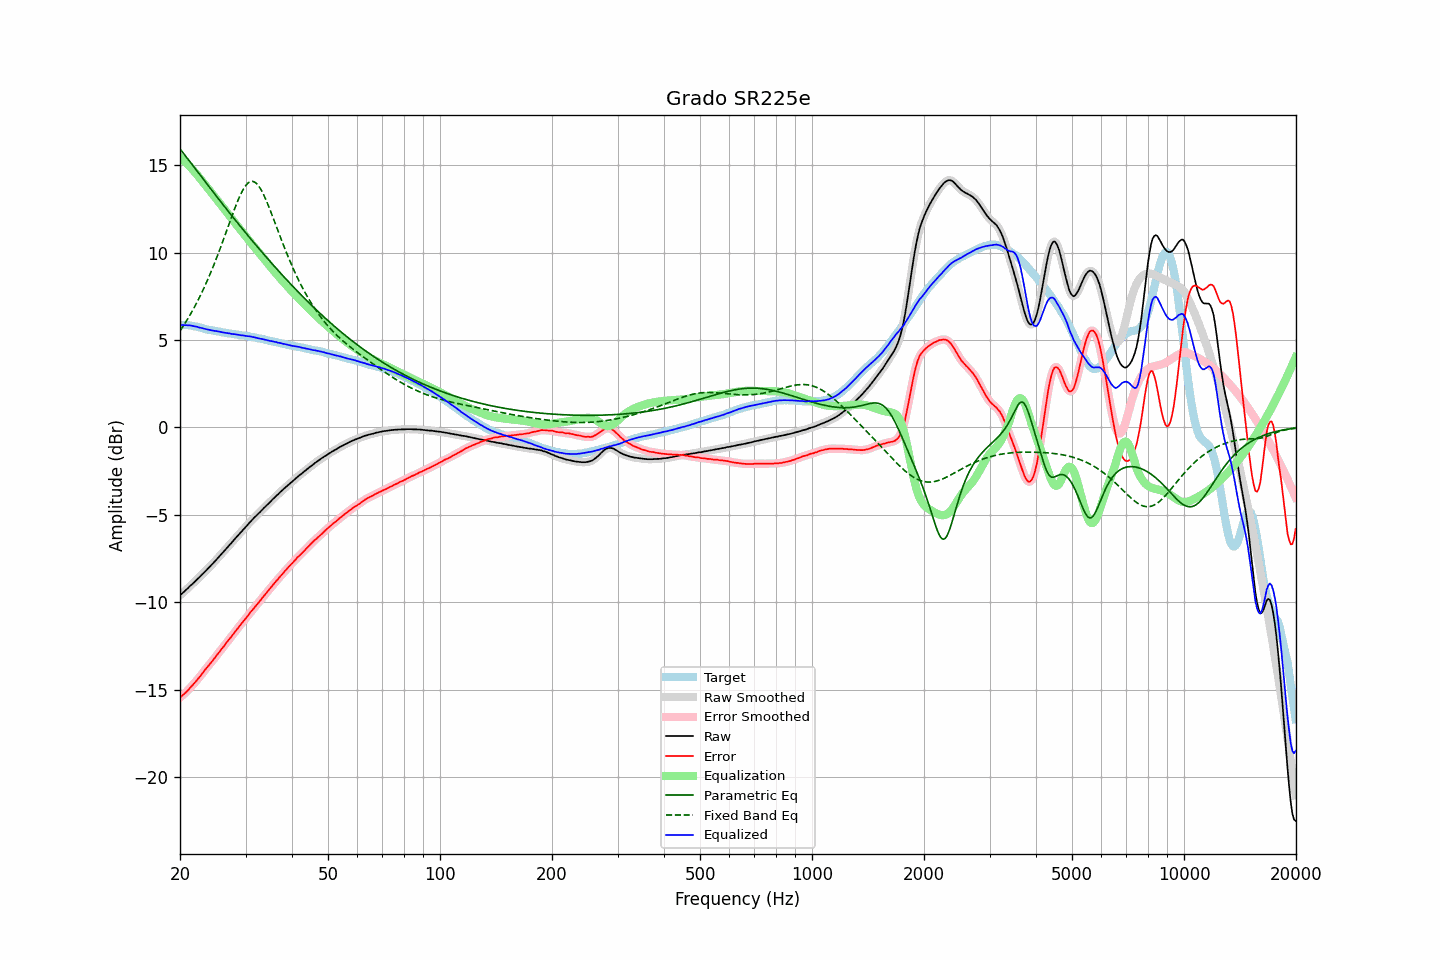 Grado SR225e
Amplitude (dBr)
15
10
5
0
−5
−10
−15
−20
Target
Raw Smoothed
Error Smoothed
Raw
Error
Equalization
Parametric Eq
Fixed Band Eq
Equalized
20
50
100
200
500
1000
2000
5000
10000
20000
Frequency (Hz)